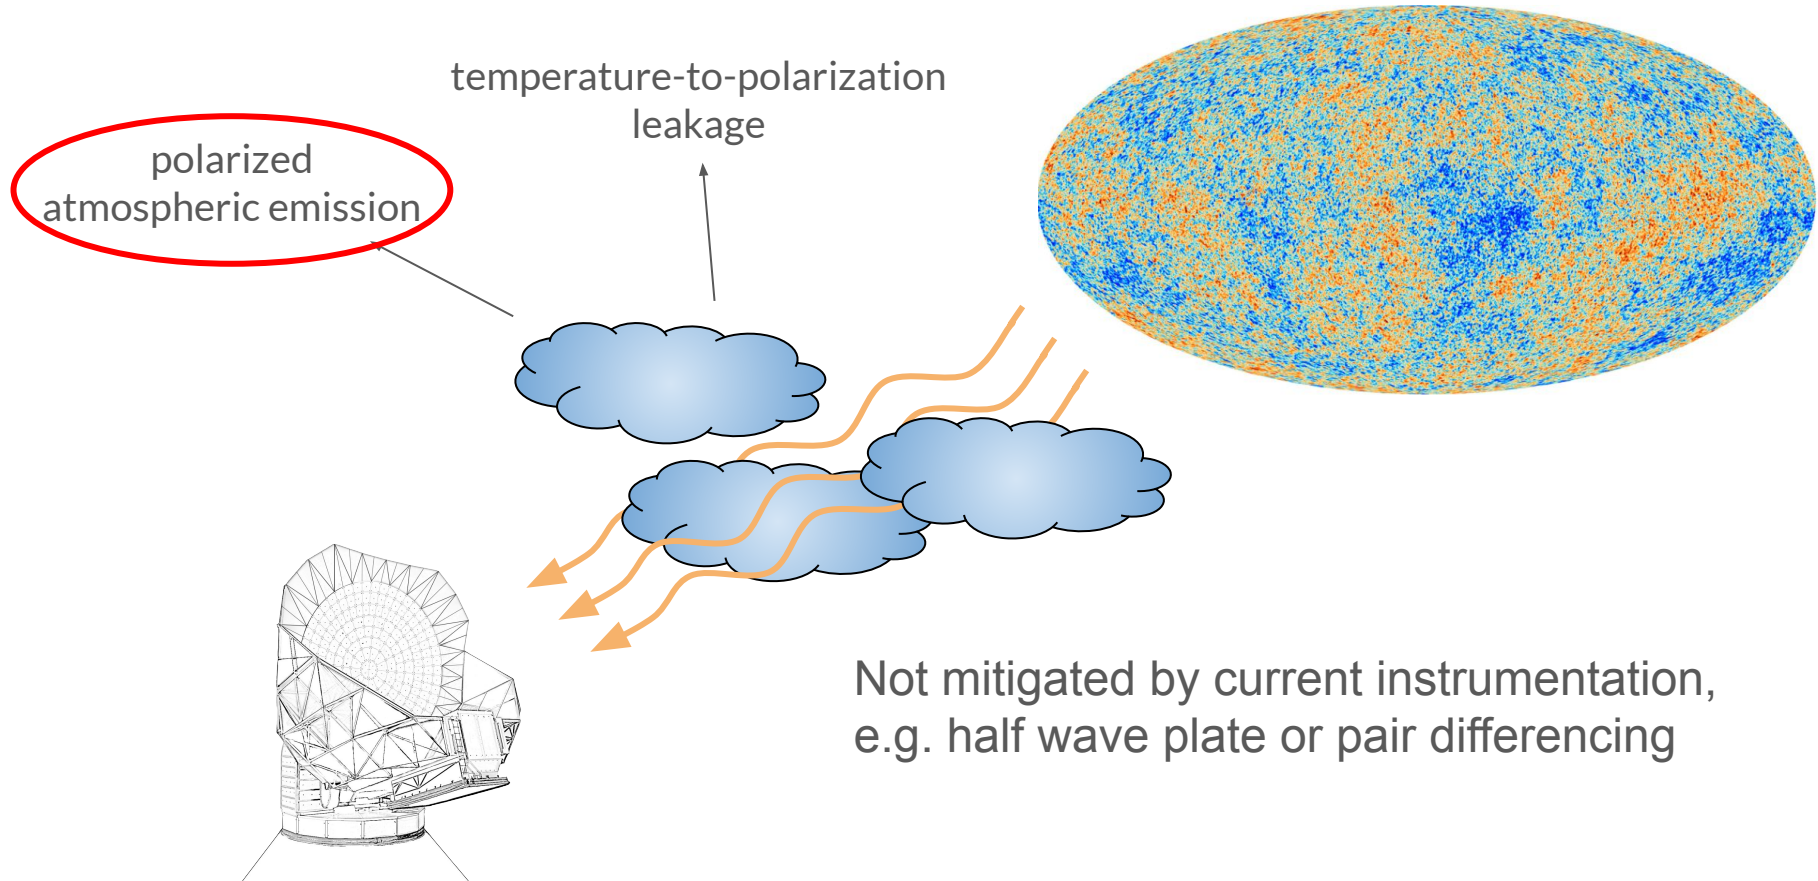 temperature-to-polarization
leakage
polarized
atmospheric emission
Not mitigated by current instrumentation,
e.g. half wave plate or pair differencing